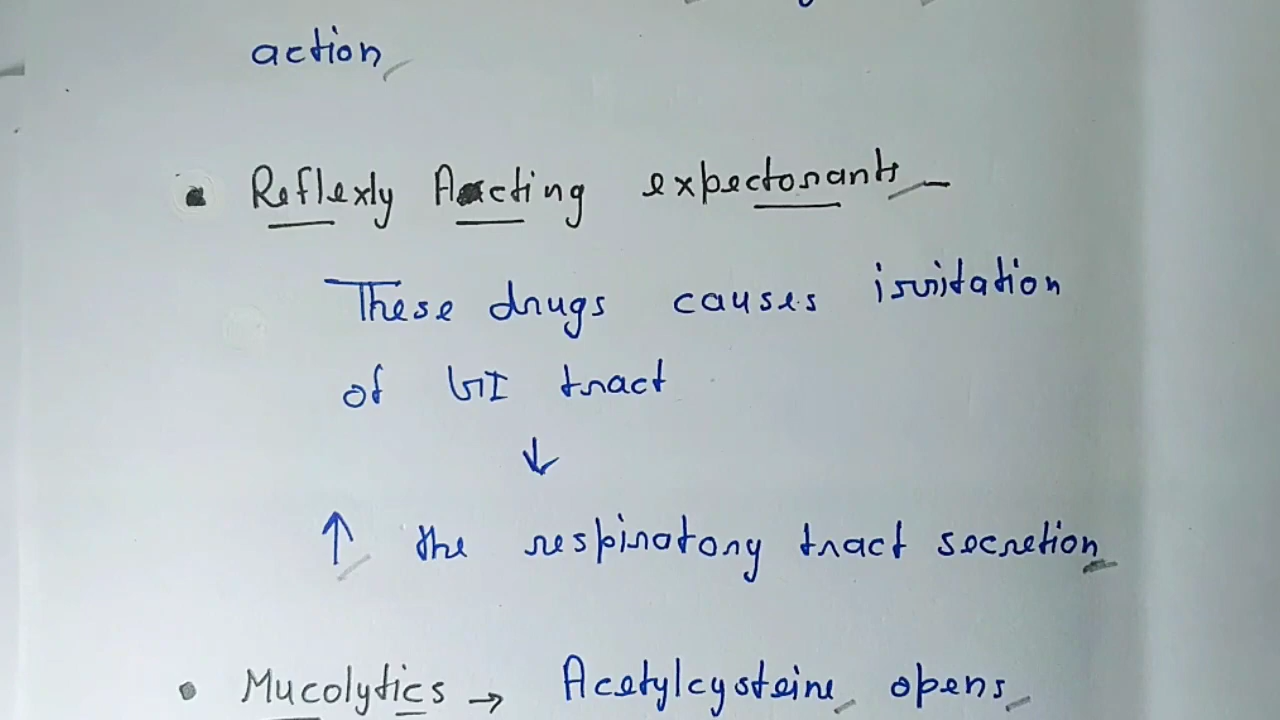 action
• Reflexly Acting expectorants -
These drugs causes irritation
of GI tract
↓
↑ the respiratory tract secretion
• Mucolytics → Acetylcysteine opens